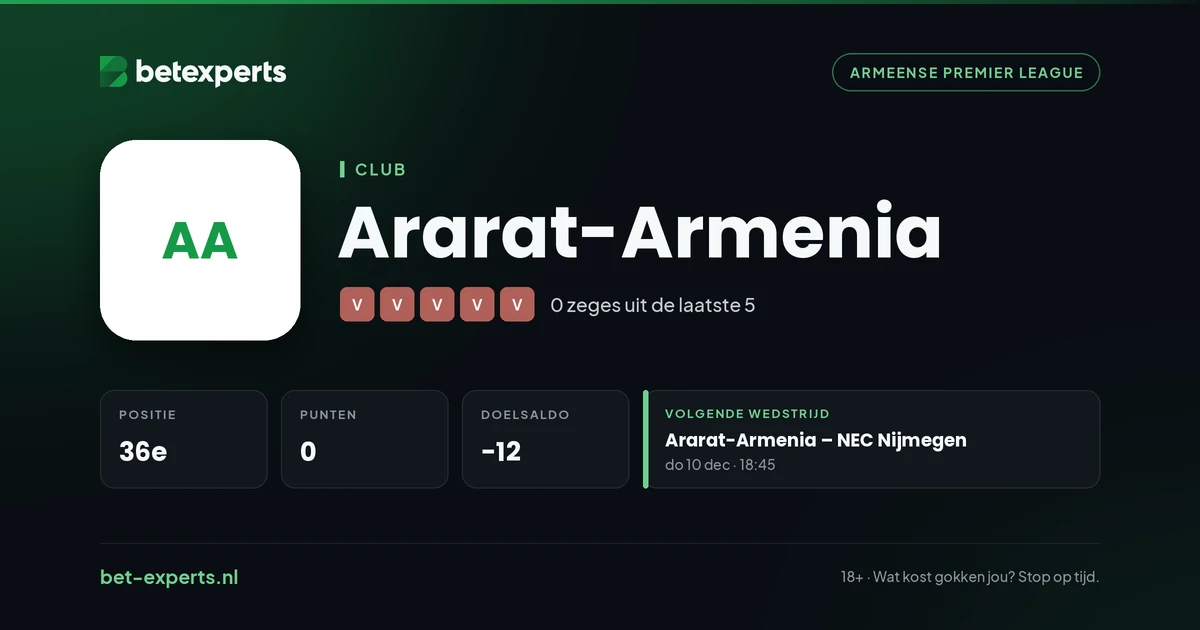 betexperts
ARMEENSE PREMIER LEAGUE
AA
CLUB
Ararat-Armenia
V V V V V 0 zeges uit de laatste 5
POSITIE
36e
PUNTEN
0
DOELSALDO
-12
VOLGENDE WEDSTRIJD
Ararat-Armenia – NEC Nijmegen
do 10 dec · 18:45
bet-experts.nl
18+ · Wat kost gokken jou? Stop op tijd.